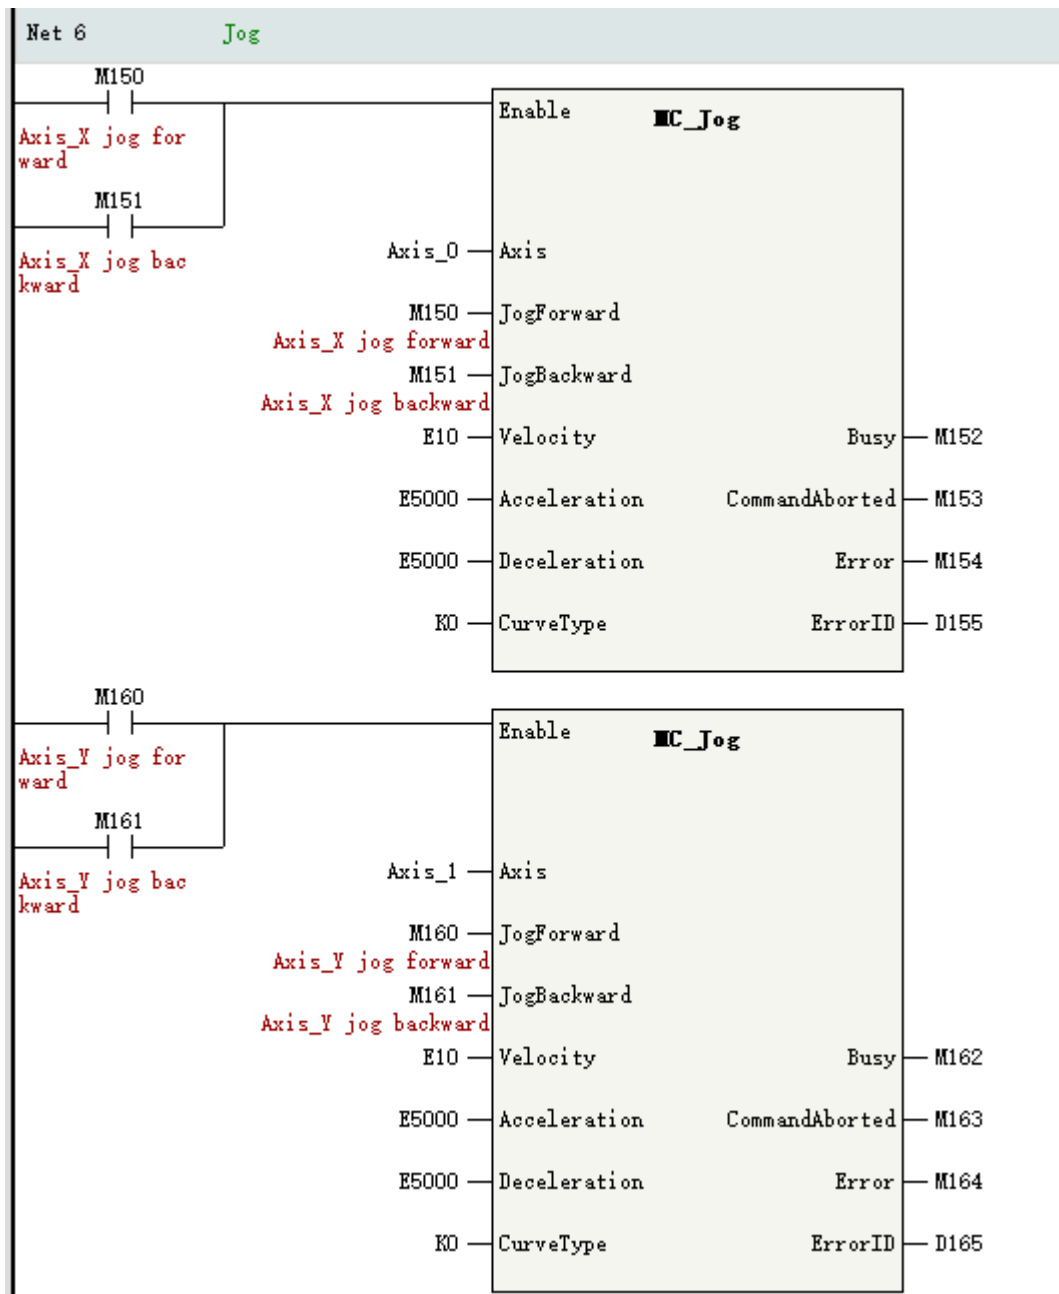 Net 6 Jog
M150
Axis_X jog for
ward
M151
Axis_X jog bac
kward
Enable MC_Jog
Axis_0 Axis
M150 JogForward
Axis_X jog forward
M151 JogBackward
Axis_X jog backward
E10 Velocity Busy M152
E5000 Acceleration CommandAborted M153
E5000 Deceleration Error M154
K0 CurveType ErrorID D155
M160
Axis_Y jog for
ward
M161
Axis_Y jog bac
kward
Enable MC_Jog
Axis_1 Axis
M160 JogForward
Axis_Y jog forward
M161 JogBackward
Axis_Y jog backward
E10 Velocity Busy M162
E5000 Acceleration CommandAborted M163
E5000 Deceleration Error M164
K0 CurveType ErrorID D165